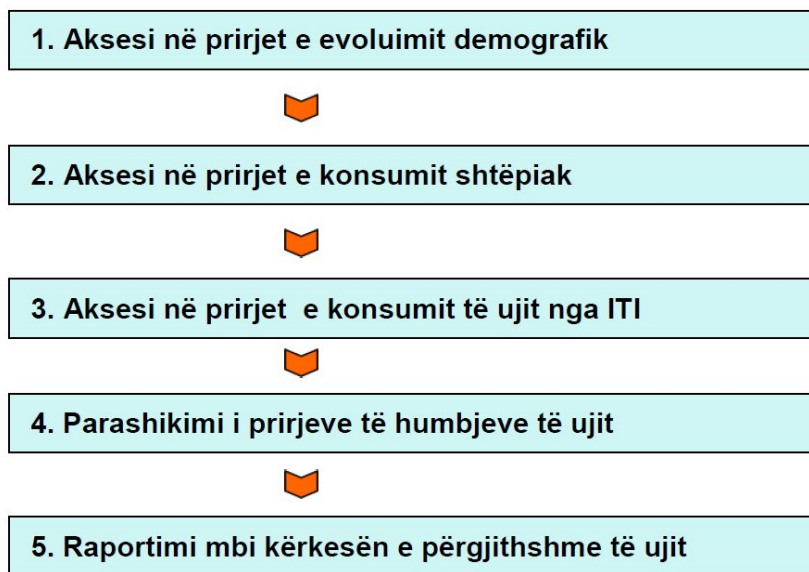 1. Aksesi në prirjet e evoluimit demografik
2. Aksesi në prirjet e konsumit shtëpiak
3. Aksesi në prirjet e konsumit të ujit nga ITI
4. Parashikimi i prirjeve të humbjeve të ujit
5. Raportimi mbi kërkesën e përgjithshme të ujit